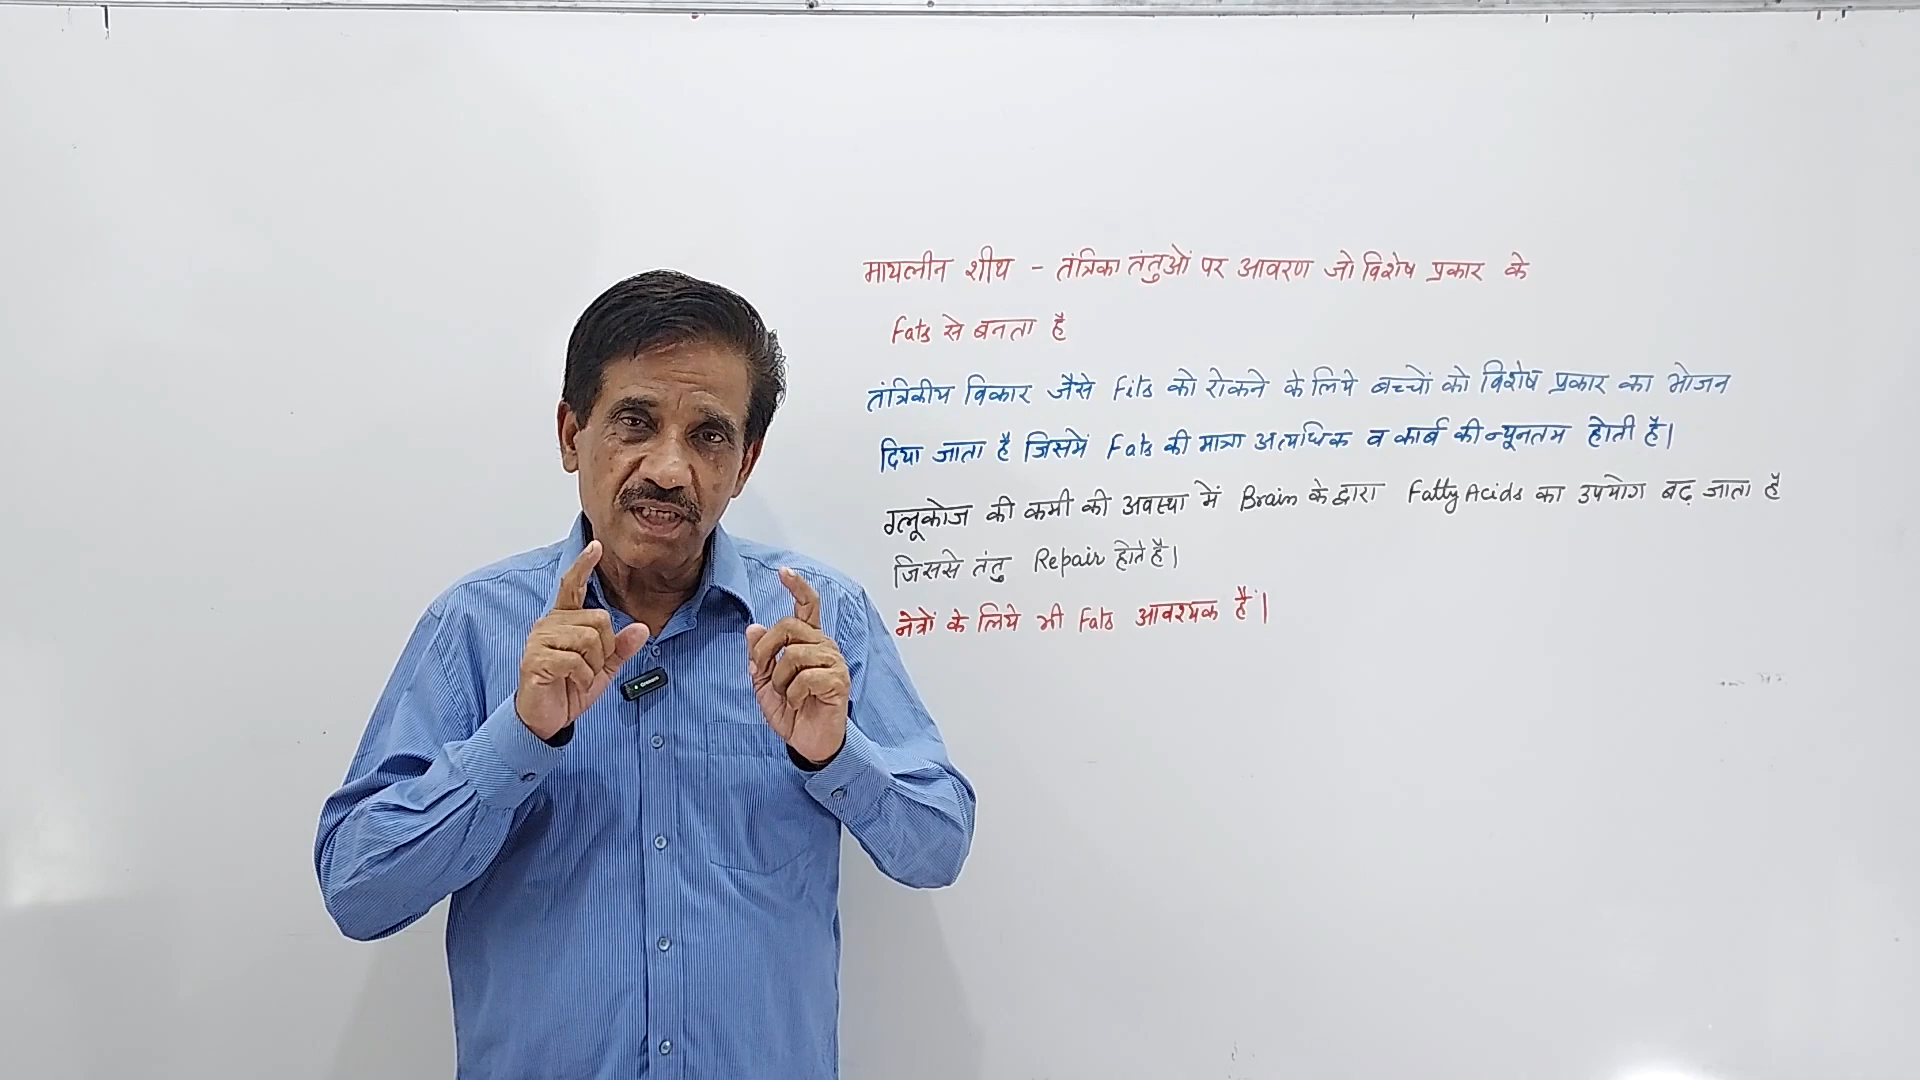 मायलीन शीथ - तंत्रिका तंतुओं पर आवरण जो विशेष प्रकार के
Fats से बनता है
तंत्रिकीय विकार जैसे Fits को रोकने के लिये बच्चों को विशेष प्रकार का भोजन
दिया जाता है जिसमें Fats की मात्रा अत्यधिक व कार्ब की न्यूनतम होती है।
ग्लूकोज की कमी की अवस्था में Brain के द्वारा Fatty Acids का उपयोग बढ़ जाता है
जिससे तंतु Repair होते है।
नेत्रों के लिये भी Fats आवश्यक हैं।